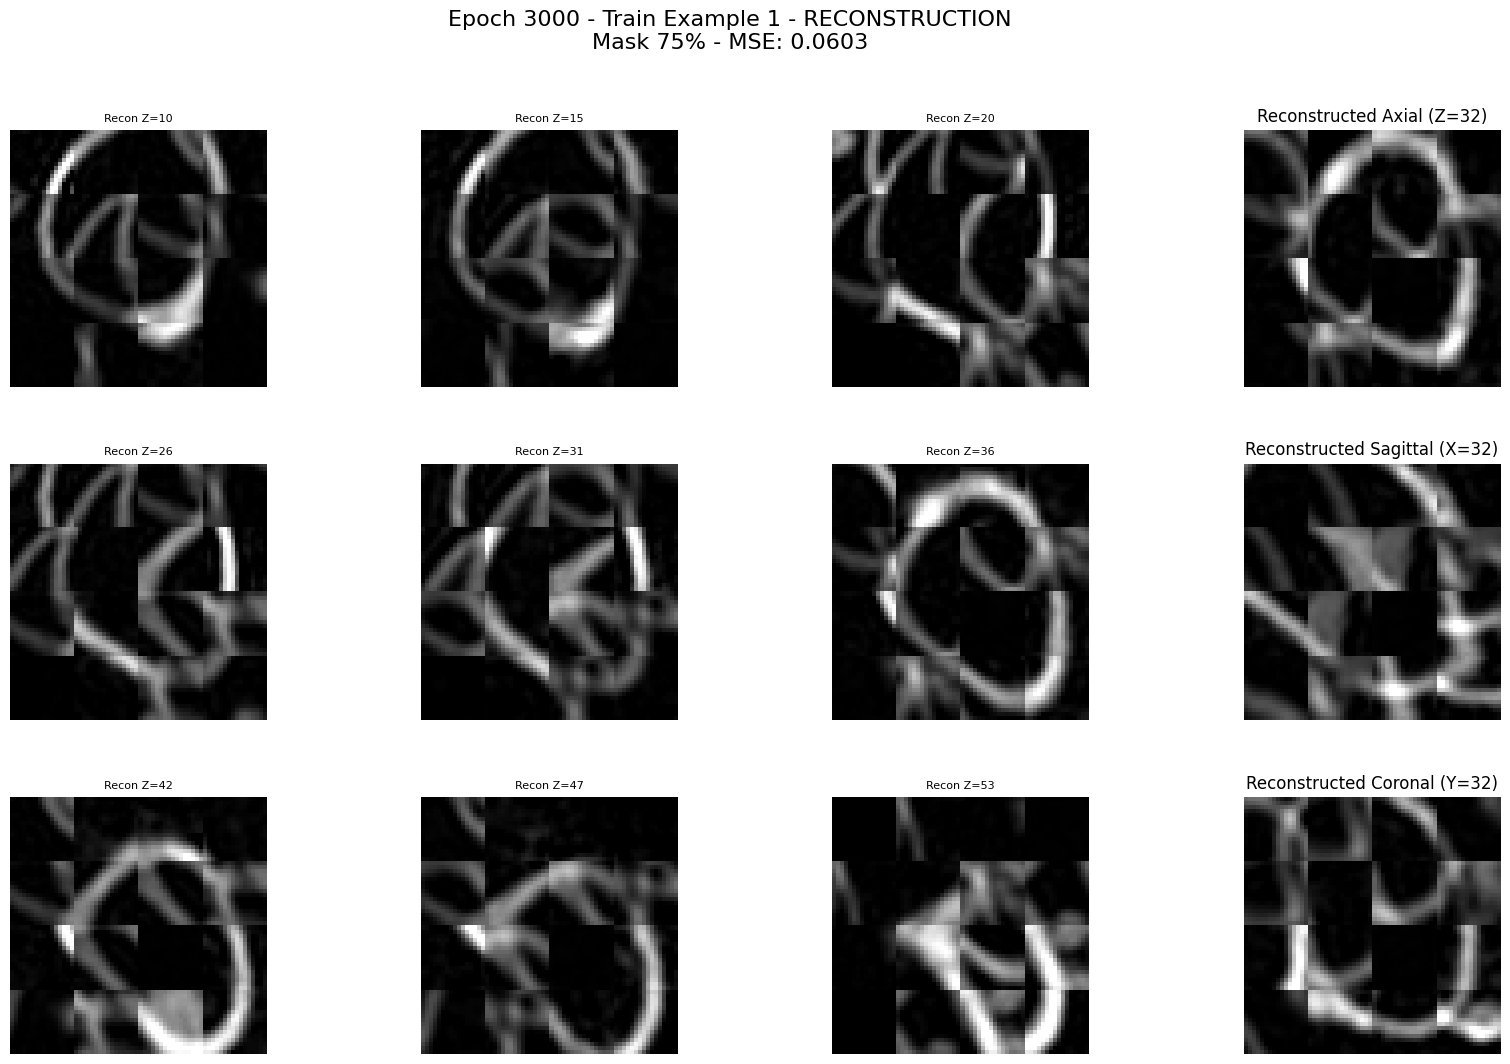 Epoch 3000 - Train Example 1 - RECONSTRUCTION
Mask 75% - MSE: 0.0603
Recon Z=10
Recon Z=15
Recon Z=20
Reconstructed Axial (Z=32)
Recon Z=26
Recon Z=31
Recon Z=36
Reconstructed Sagittal (X=32)
Recon Z=42
Recon Z=47
Recon Z=53
Reconstructed Coronal (Y=32)